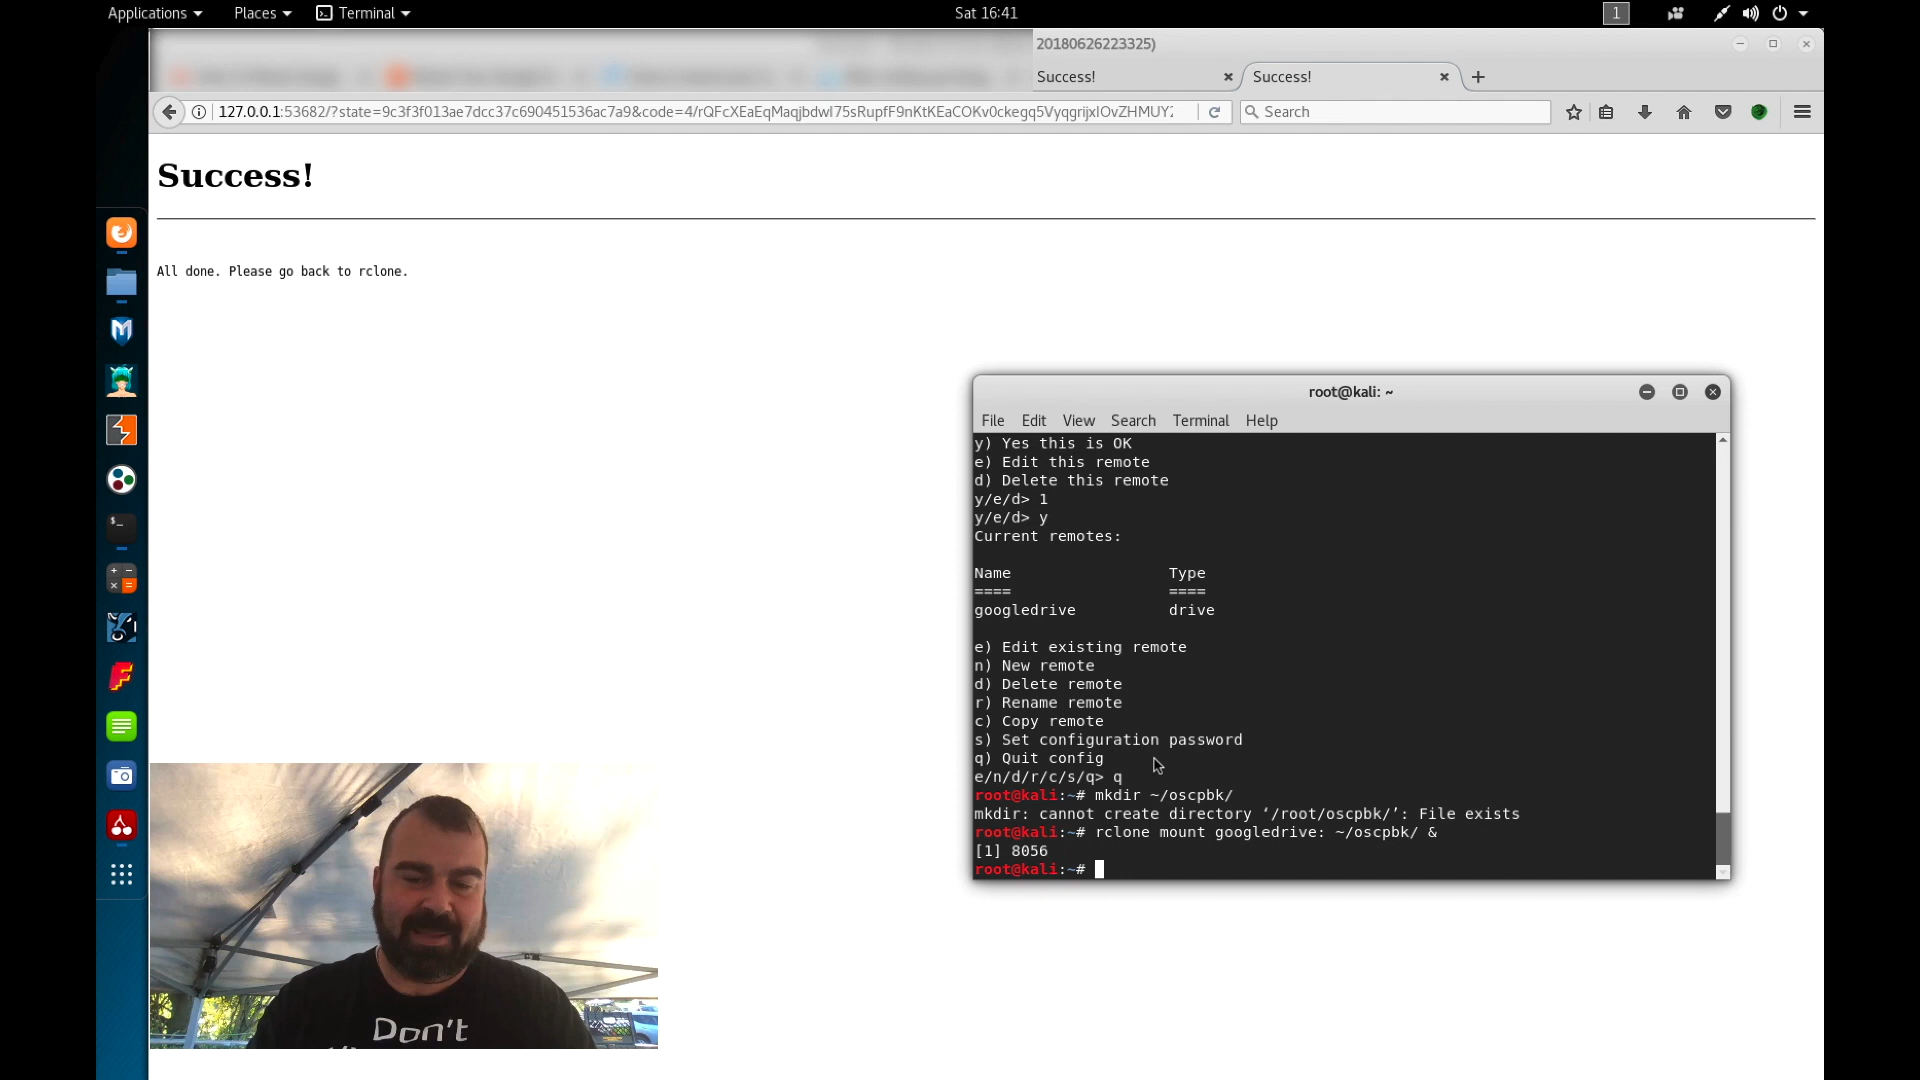 Applications
Places
Terminal
Sat 16:41
1
20180626223325)
Success!
Success!
127.0.0.1:53682/?state=9c3f3f013ae7dcc37c690451536ac7a9&code=4/rQFcXEaEqMaqjbdwI75sRupfF9nKtKEaCOKv0ckegq5VyqgrijxIOvZHMUY
Search
Success!
All done. Please go back to rclone.
root@kali: ~
File Edit View Search Terminal Help
y) Yes this is OK
e) Edit this remote
d) Delete this remote
y/e/d> 1
y/e/d> y
Current remotes:
Name Type
==== ====
googledrive drive
e) Edit existing remote
n) New remote
d) Delete remote
r) Rename remote
c) Copy remote
s) Set configuration password
q) Quit config
e/n/d/r/c/s/q> q
root@kali:~# mkdir ~/oscpbk/
mkdir: cannot create directory ‘/root/oscpbk/’: File exists
root@kali:~# rclone mount googledrive: ~/oscpbk/ &
[1] 8056
root@kali:~#
Don't